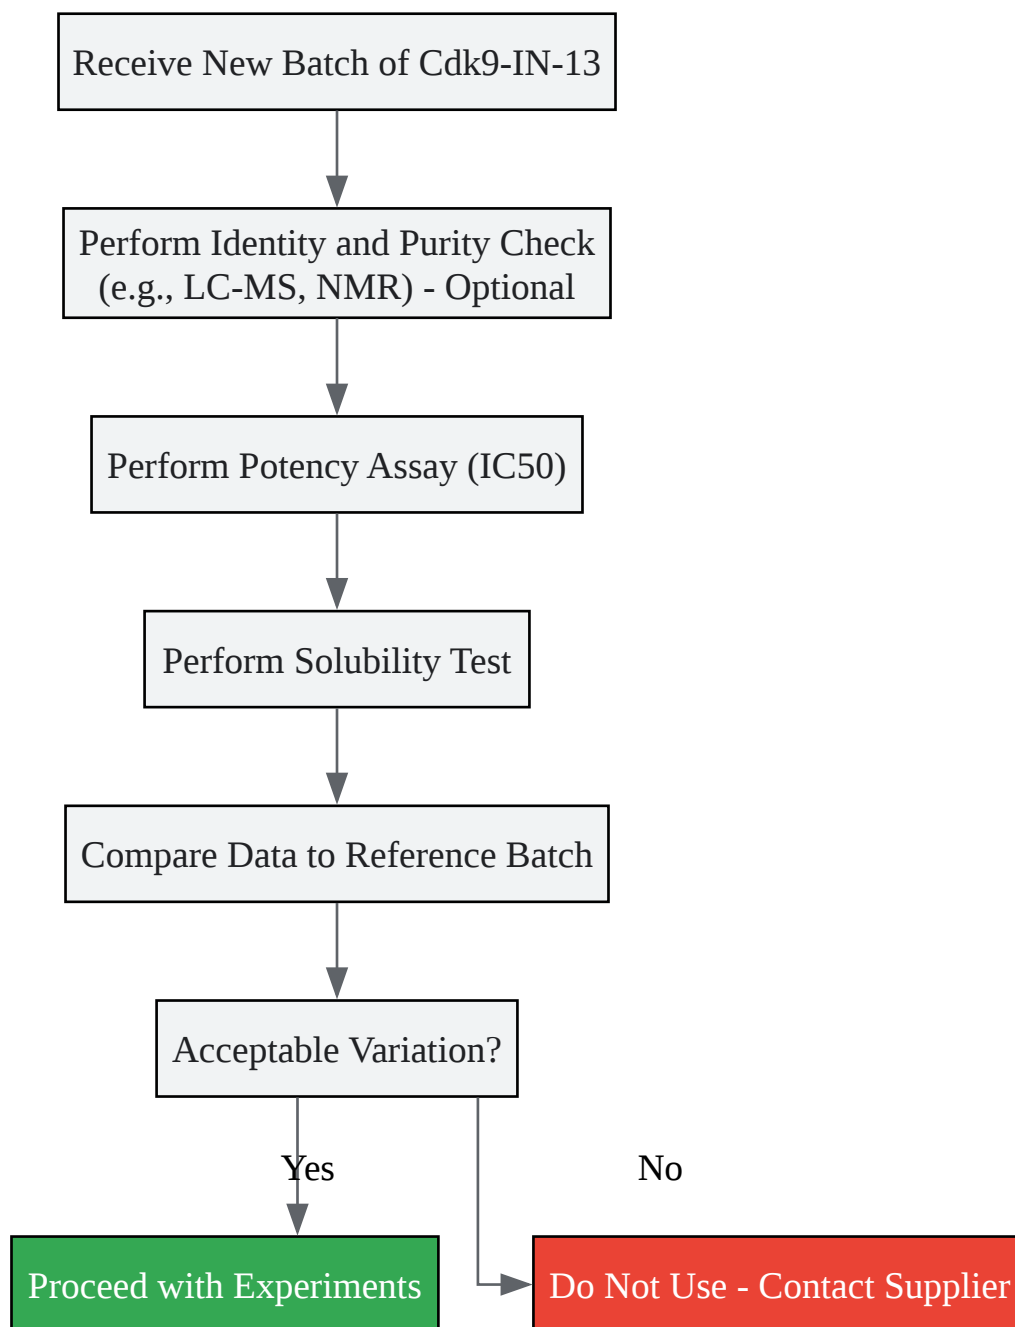 Receive New Batch of Cdk9-IN-13
Perform Identity and Purity Check
(e.g., LC-MS, NMR) - Optional
Perform Potency Assay (IC50)
Perform Solubility Test
Compare Data to Reference Batch
Acceptable Variation?
Yes
No
Proceed with Experiments
Do Not Use - Contact Supplier